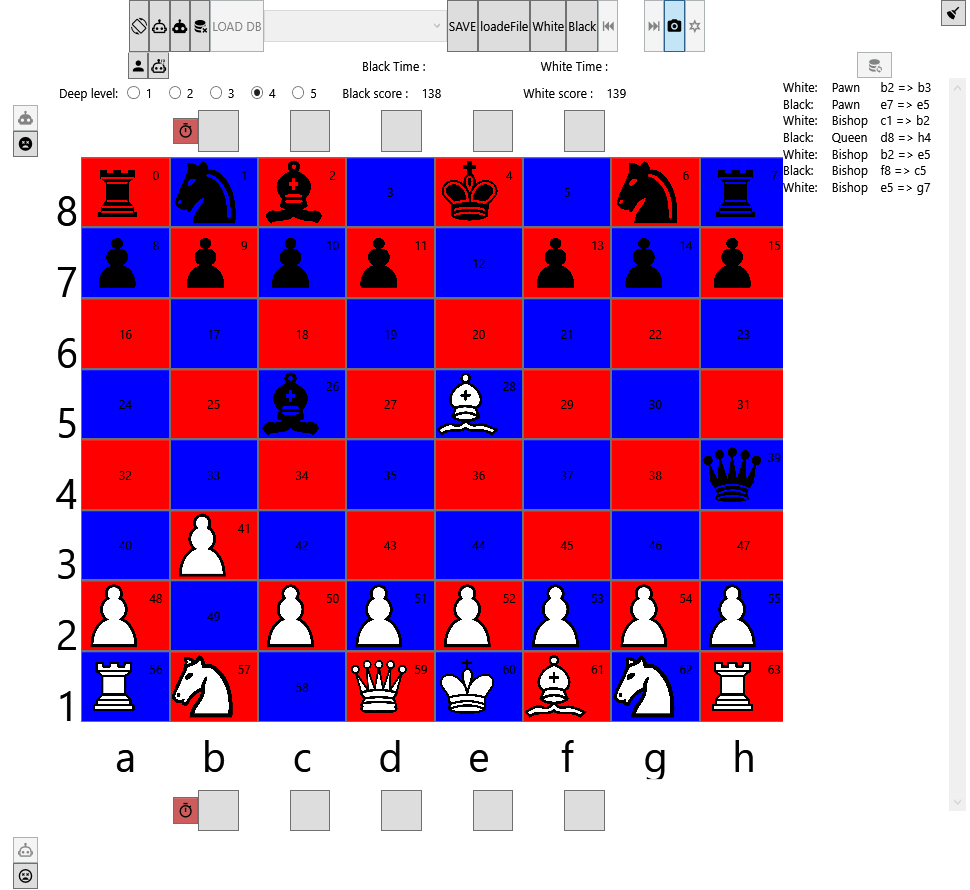 LOAD DB SAVE loadeFile White Black
Black Time : White Time :
Deep level: 1 2 3 4 5 Black score : 138 White score : 139
White: Pawn b2 => b3
Black: Pawn e7 => e5
White: Bishop c1 => b2
Black: Queen d8 => h4
White: Bishop b2 => e5
Black: Bishop f8 => c5
White: Bishop e5 => g7
8 0 1 2 3 4 5 6 7
7 8 9 10 11 12 13 14 15
6 16 17 18 19 20 21 22 23
5 24 25 26 27 28 29 30 31
4 32 33 34 35 36 37 38 39
3 40 41 42 43 44 45 46 47
2 48 49 50 51 52 53 54 55
1 56 57 58 59 60 61 62 63
a b c d e f g h